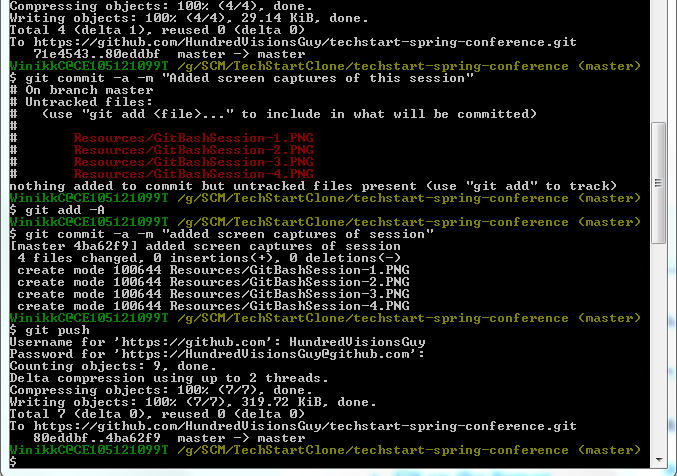 Compressing objects: 100% (4/4), done.
Writing objects: 100% (4/4), 29.14 KiB, done.
Total 4 (delta 1), reused 0 (delta 0)
To https://github.com/HundredVisionsGuy/techstart-spring-conference.git
   71e4543..80eddbf  master -> master
WinikkC@CE105121099T /g/SCM/TechStartClone/techstart-spring-conference (master)
$ git commit -a -m "Added screen captures of this session"
# On branch master
# Untracked files:
#   (use "git add <file>..." to include in what will be committed)
#
#       Resources/GitBashSession-1.PNG
#       Resources/GitBashSession-2.PNG
#       Resources/GitBashSession-3.PNG
#       Resources/GitBashSession-4.PNG
nothing added to commit but untracked files present (use "git add" to track)
WinikkC@CE105121099T /g/SCM/TechStartClone/techstart-spring-conference (master)
$ git add -A
WinikkC@CE105121099T /g/SCM/TechStartClone/techstart-spring-conference (master)
$ git commit -a -m "added screen captures of session"
[master 4ba62f9] added screen captures of session
 4 files changed, 0 insertions(+), 0 deletions(-)
 create mode 100644 Resources/GitBashSession-1.PNG
 create mode 100644 Resources/GitBashSession-2.PNG
 create mode 100644 Resources/GitBashSession-3.PNG
 create mode 100644 Resources/GitBashSession-4.PNG
WinikkC@CE105121099T /g/SCM/TechStartClone/techstart-spring-conference (master)
$ git push
Username for 'https://github.com': HundredVisionsGuy
Password for 'https://HundredVisionsGuy@github.com':
Counting objects: 9, done.
Delta compression using up to 2 threads.
Compressing objects: 100% (7/7), done.
Writing objects: 100% (7/7), 319.72 KiB, done.
Total 7 (delta 0), reused 0 (delta 0)
To https://github.com/HundredVisionsGuy/techstart-spring-conference.git
   80eddbf..4ba62f9  master -> master
WinikkC@CE105121099T /g/SCM/TechStartClone/techstart-spring-conference (master)
$